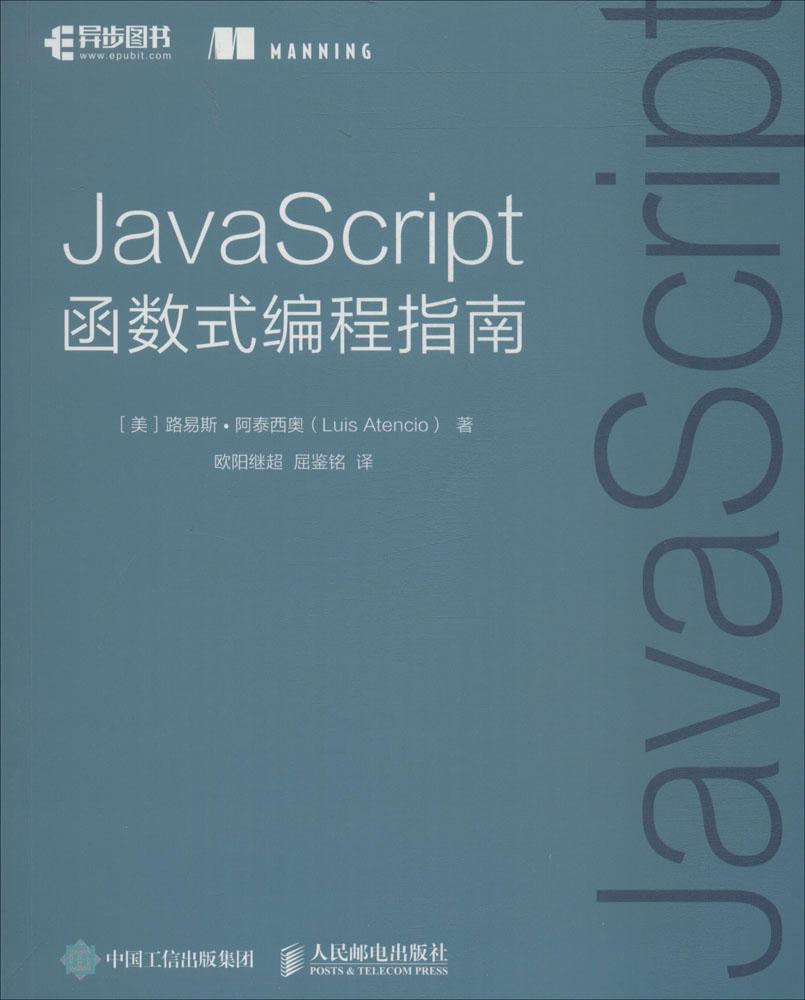 异步图书
www.epubit.com
MANNING
JavaScript
函数式编程指南
[美]路易斯·阿泰西奥(Luis Atencio) 著
欧阳继超 屈鉴铭 译
JavaScript
中国工信出版集团
人民邮电出版社
POSTS & TELECOM PRESS